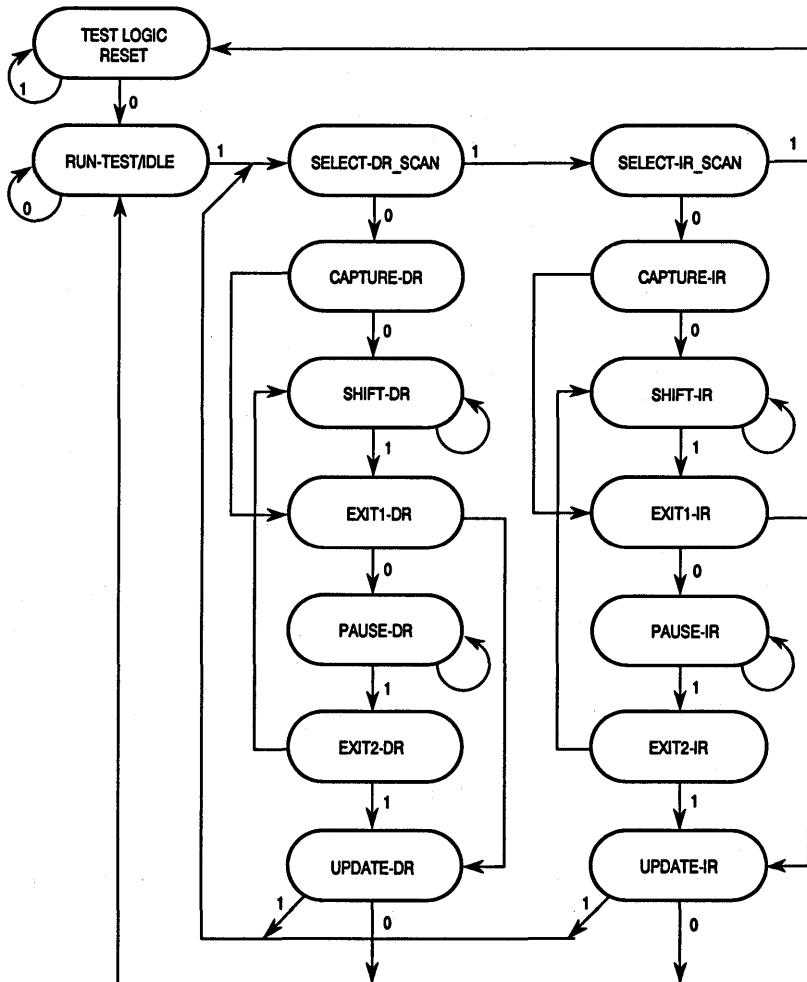 TEST LOGIC
RESET
1
0
RUN-TEST/IDLE
1
SELECT-DR_SCAN
1
SELECT-IR_SCAN
1
0
0
0
CAPTURE-DR
CAPTURE-IR
0
0
SHIFT-DR
SHIFT-IR
1
1
EXIT1-DR
EXIT1-IR
0
0
PAUSE-DR
PAUSE-IR
1
1
EXIT2-DR
EXIT2-IR
1
1
UPDATE-DR
UPDATE-IR
1
0
1
0